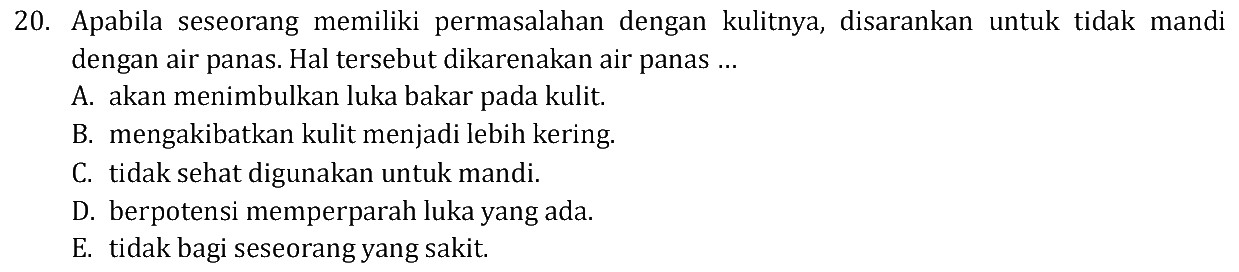 20. Apabila seseorang memiliki permasalahan dengan kulitnya, disarankan untuk tidak mandi
dengan air panas. Hal tersebut dikarenakan air panas ...
A. akan menimbulkan luka bakar pada kulit.
B. mengakibatkan kulit menjadi lebih kering.
C. tidak sehat digunakan untuk mandi.
D. berpotensi memperparah luka yang ada.
E. tidak bagi seseorang yang sakit.